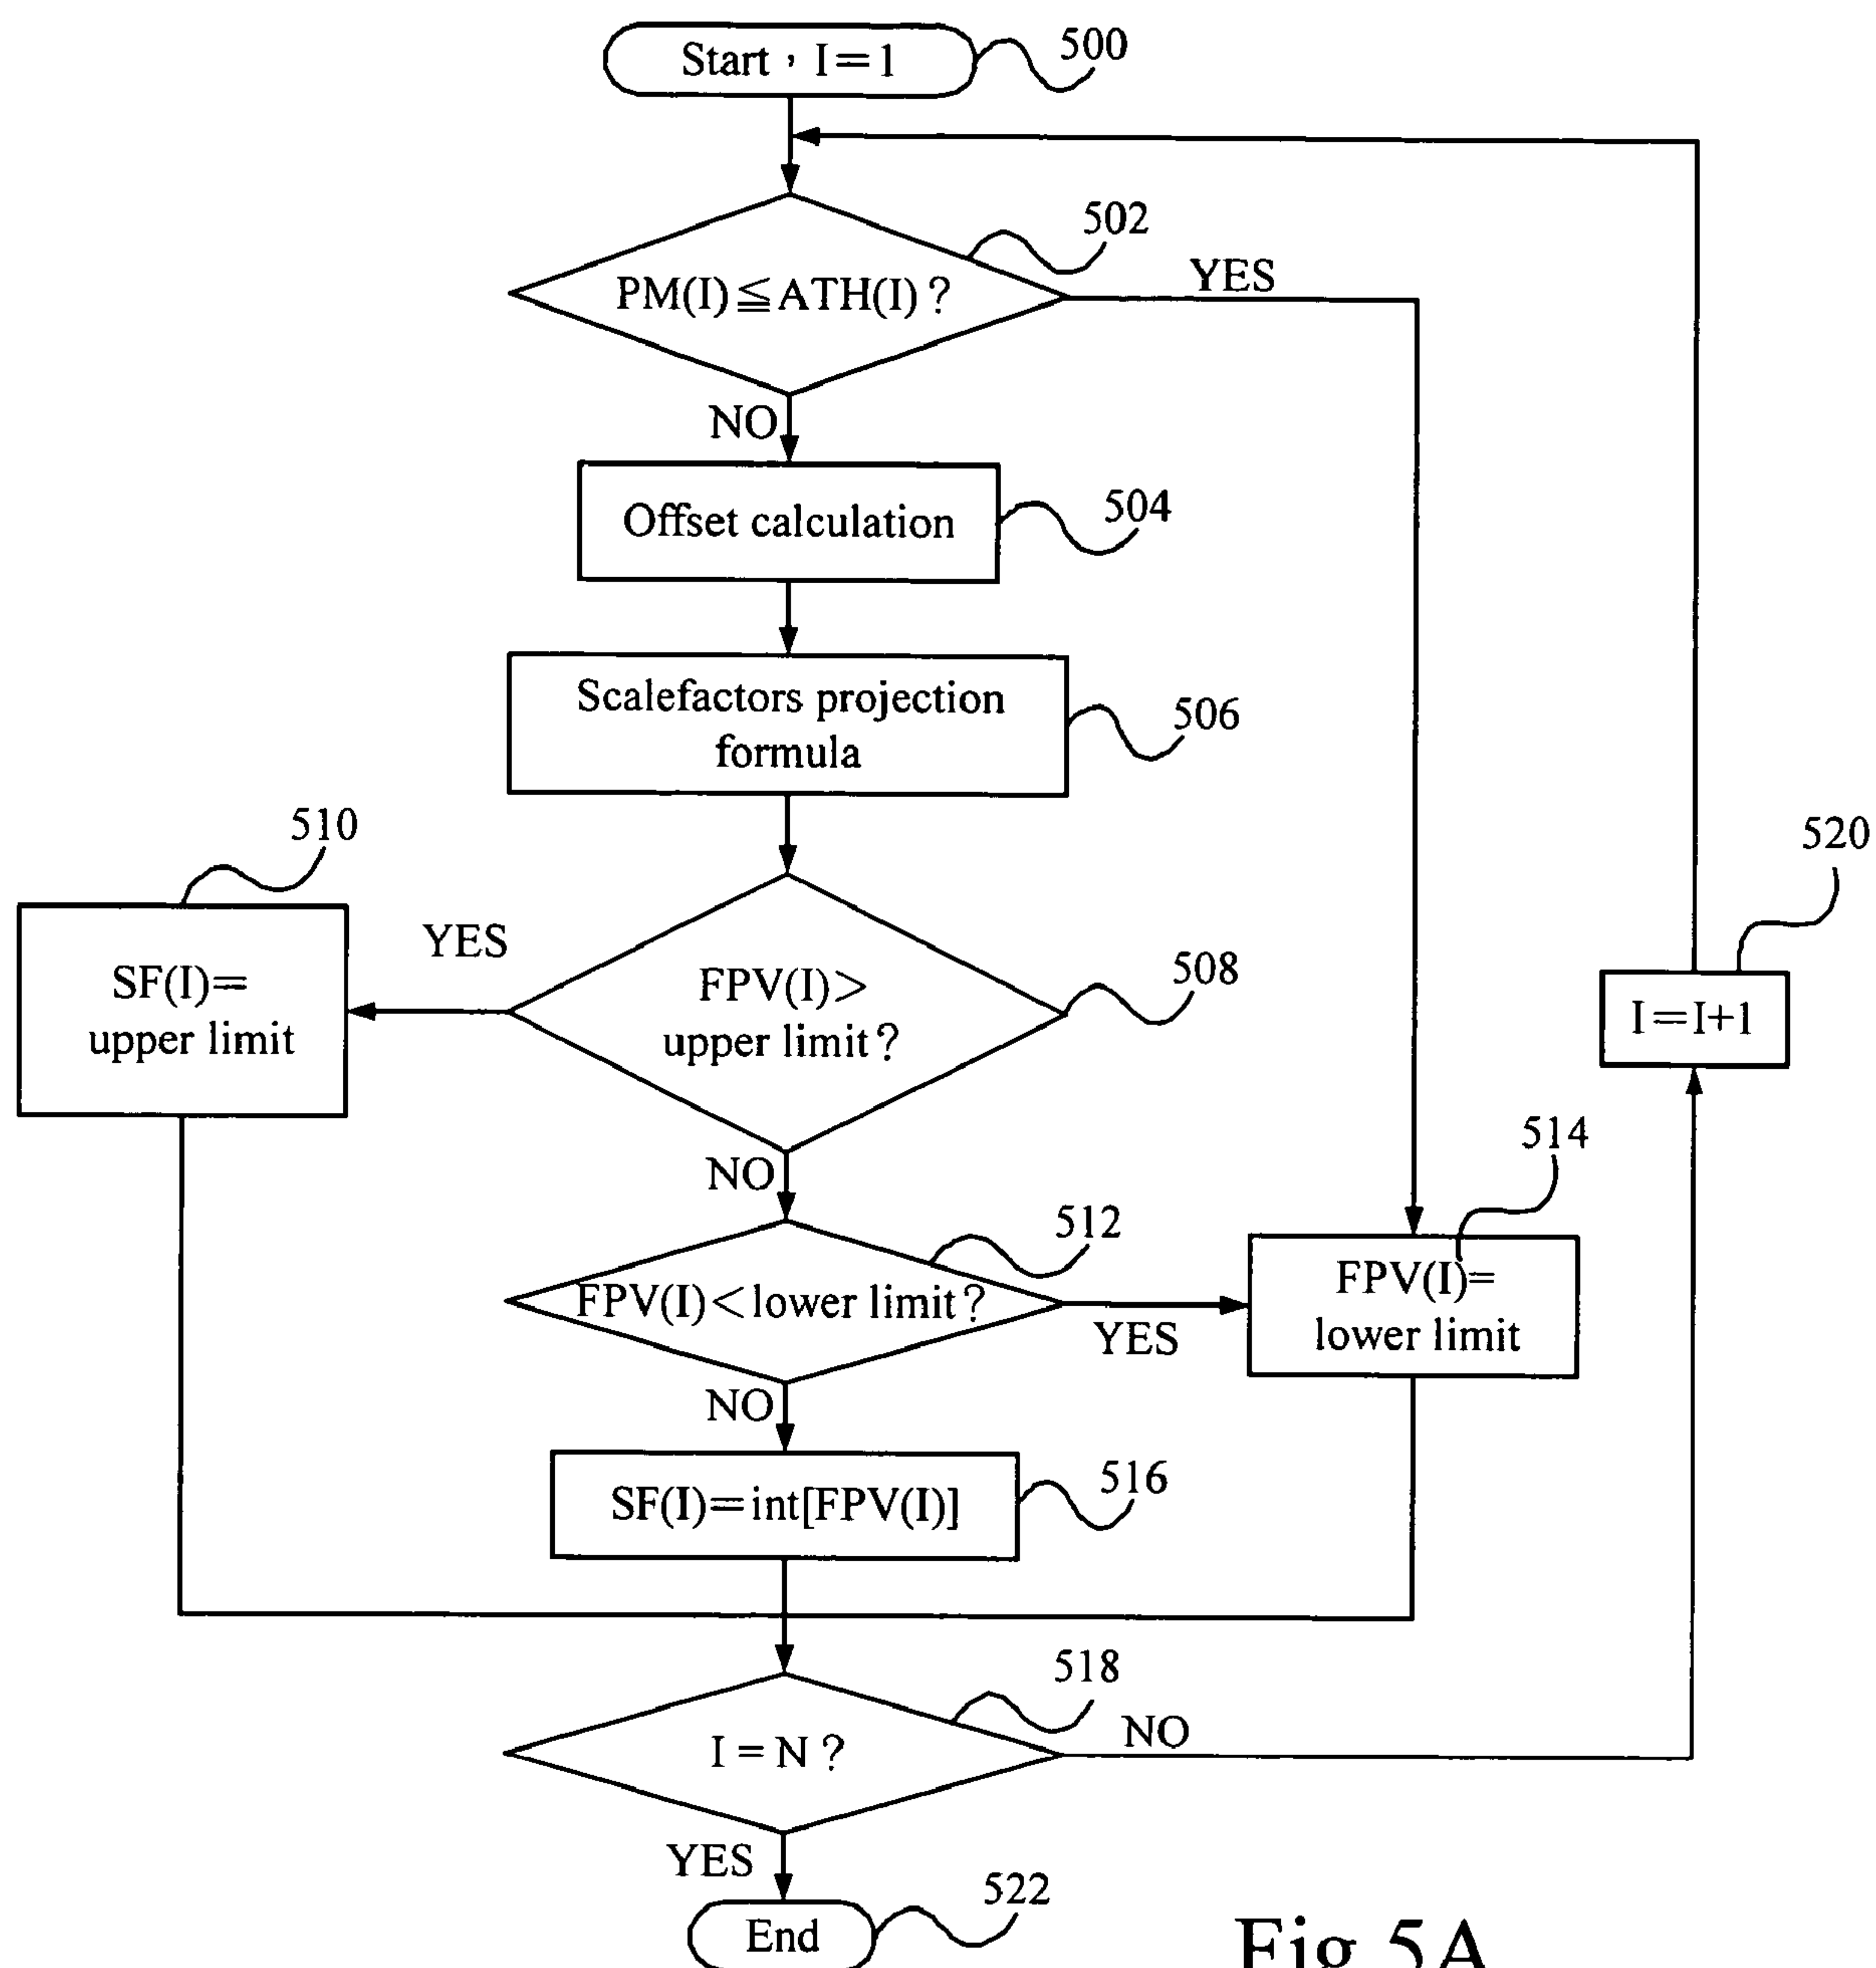 Start , I=1
500
502
PM(I)≦ATH(I)?
YES
NO
Offset calculation
504
Scalefactors projection
formula
506
510
SF(I)=
upper limit
YES
FPV(I)>
upper limit?
508
520
I=I+1
NO
512
FPV(I)<lower limit?
YES
514
FPV(I)=
lower limit
NO
SF(I)=int[FPV(I)]
516
518
I=N?
NO
YES
End
522
Fig 5A